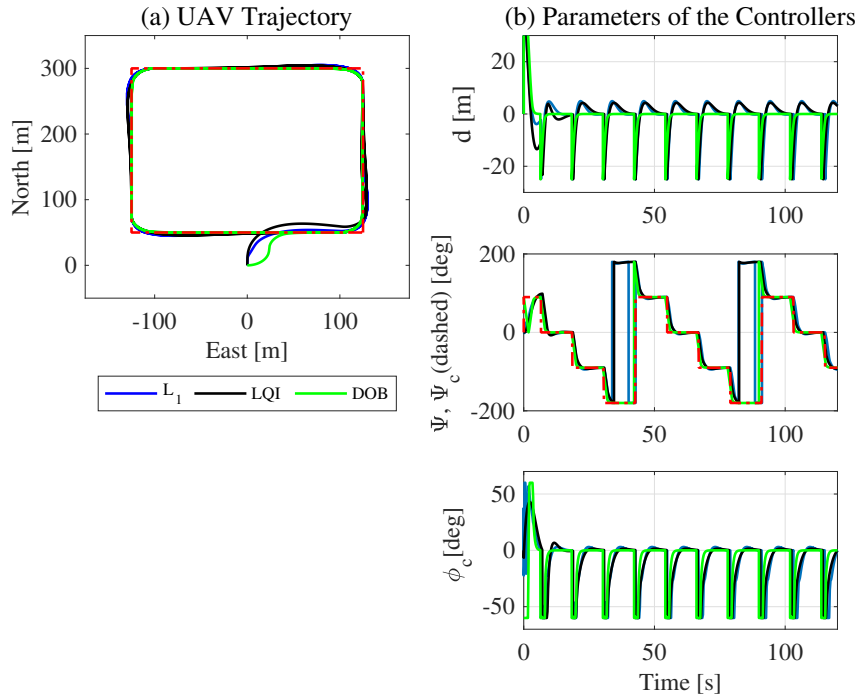 (a) UAV Trajectory
300
200
100
0
North [m]
-100
0
100
East [m]
L1
LQI
DOB
(b) Parameters of the Controllers
20
0
-20
d [m]
0
50
100
200
0
-200
Ψ, Ψc(dashed) [deg]
0
50
100
50
0
-50
ϕc[deg]
0
50
100
Time [s]